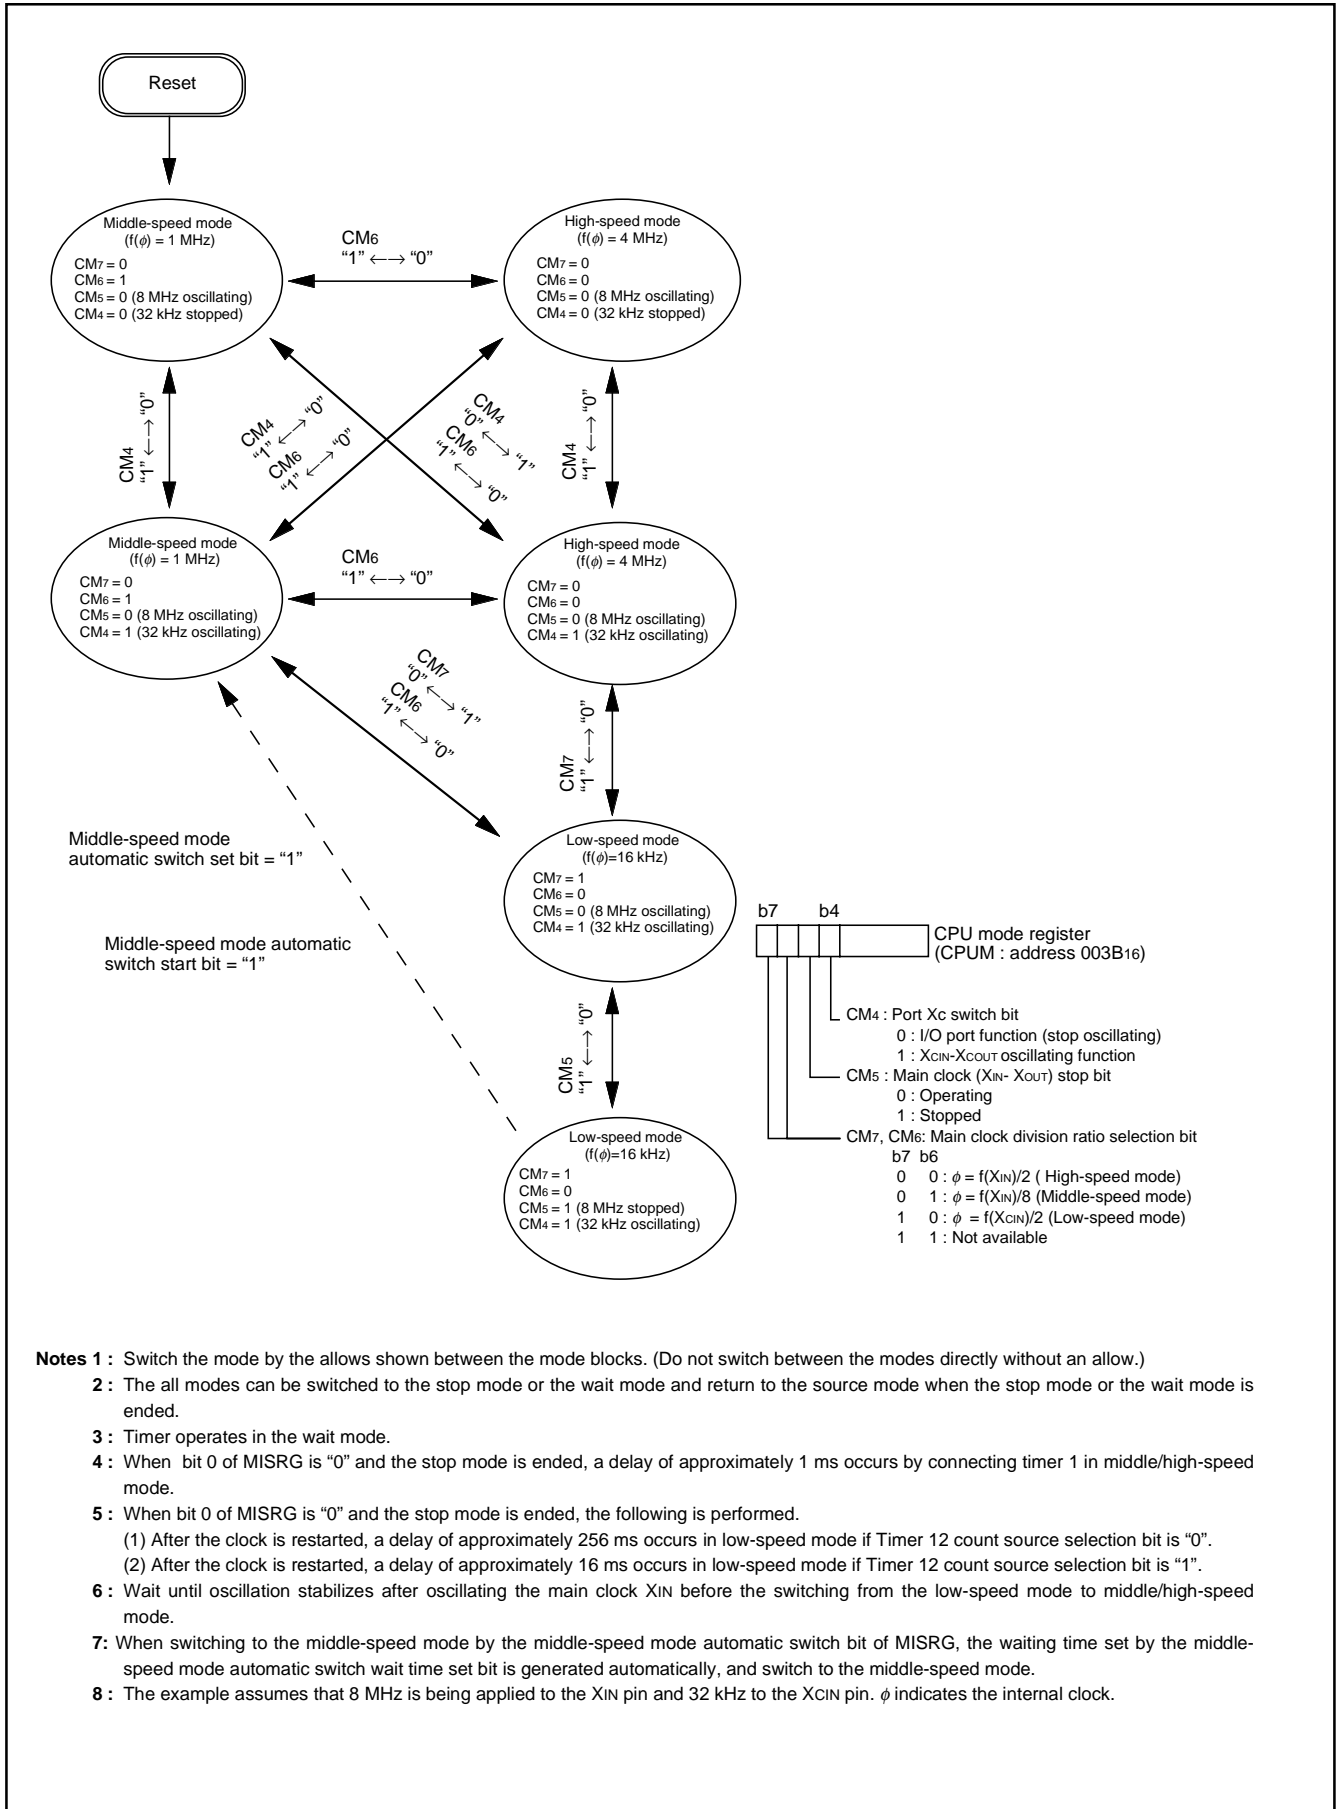 Reset
Middle-speed mode
(f(ϕ) = 1 MHz)
CM7 = 0
CM6 = 1
CM5 = 0 (8 MHz oscillating)
CM4 = 0 (32 kHz stopped)
CM6
“1” ←→ “0”
High-speed mode
(f(ϕ) = 4 MHz)
CM7 = 0
CM6 = 0
CM5 = 0 (8 MHz oscillating)
CM4 = 0 (32 kHz stopped)
CM4
“1” ←→ “0”
CM4
“1” ←→ “0”
CM6
“1” ←→ “0”
CM4
“0” ←→ “1”
CM6
“1” ←→ “0”
CM4
“1” ←→ “0”
Middle-speed mode
(f(ϕ) = 1 MHz)
CM7 = 0
CM6 = 1
CM5 = 0 (8 MHz oscillating)
CM4 = 1 (32 kHz oscillating)
CM6
“1” ←→ “0”
High-speed mode
(f(ϕ) = 4 MHz)
CM7 = 0
CM6 = 0
CM5 = 0 (8 MHz oscillating)
CM4 = 1 (32 kHz oscillating)
CM7
“0” ←→ “1”
CM6
“1” ←→ “0”
CM7
“1” ←→ “0”
Middle-speed mode
automatic switch set bit = “1”
Middle-speed mode automatic
switch start bit = “1”
Low-speed mode
(f(ϕ)=16 kHz)
CM7 = 1
CM6 = 0
CM5 = 0 (8 MHz oscillating)
CM4 = 1 (32 kHz oscillating)
CM5
“1” ←→ “0”
Low-speed mode
(f(ϕ)=16 kHz)
CM7 = 1
CM6 = 0
CM5 = 1 (8 MHz stopped)
CM4 = 1 (32 kHz oscillating)
b7 b4
CPU mode register
(CPUM : address 003B16)
CM4 : Port Xc switch bit
0 : I/O port function (stop oscillating)
1 : XCIN-XCOUT oscillating function
CM5 : Main clock (XIN- XOUT) stop bit
0 : Operating
1 : Stopped
CM7, CM6: Main clock division ratio selection bit
b7 b6
0 0 : ϕ = f(XIN)/2 ( High-speed mode)
0 1 : ϕ = f(XIN)/8 (Middle-speed mode)
1 0 : ϕ = f(XCIN)/2 (Low-speed mode)
1 1 : Not available
Notes 1 : Switch the mode by the allows shown between the mode blocks. (Do not switch between the modes directly without an allow.)
2 : The all modes can be switched to the stop mode or the wait mode and return to the source mode when the stop mode or the wait mode is
ended.
3 : Timer operates in the wait mode.
4 : When bit 0 of MISRG is “0” and the stop mode is ended, a delay of approximately 1 ms occurs by connecting timer 1 in middle/high-speed
mode.
5 : When bit 0 of MISRG is “0” and the stop mode is ended, the following is performed.
(1) After the clock is restarted, a delay of approximately 256 ms occurs in low-speed mode if Timer 12 count source selection bit is “0”.
(2) After the clock is restarted, a delay of approximately 16 ms occurs in low-speed mode if Timer 12 count source selection bit is “1”.
6 : Wait until oscillation stabilizes after oscillating the main clock XIN before the switching from the low-speed mode to middle/high-speed
mode.
7: When switching to the middle-speed mode by the middle-speed mode automatic switch bit of MISRG, the waiting time set by the middle-
speed mode automatic switch wait time set bit is generated automatically, and switch to the middle-speed mode.
8 : The example assumes that 8 MHz is being applied to the XIN pin and 32 kHz to the XCIN pin. ϕ indicates the internal clock.